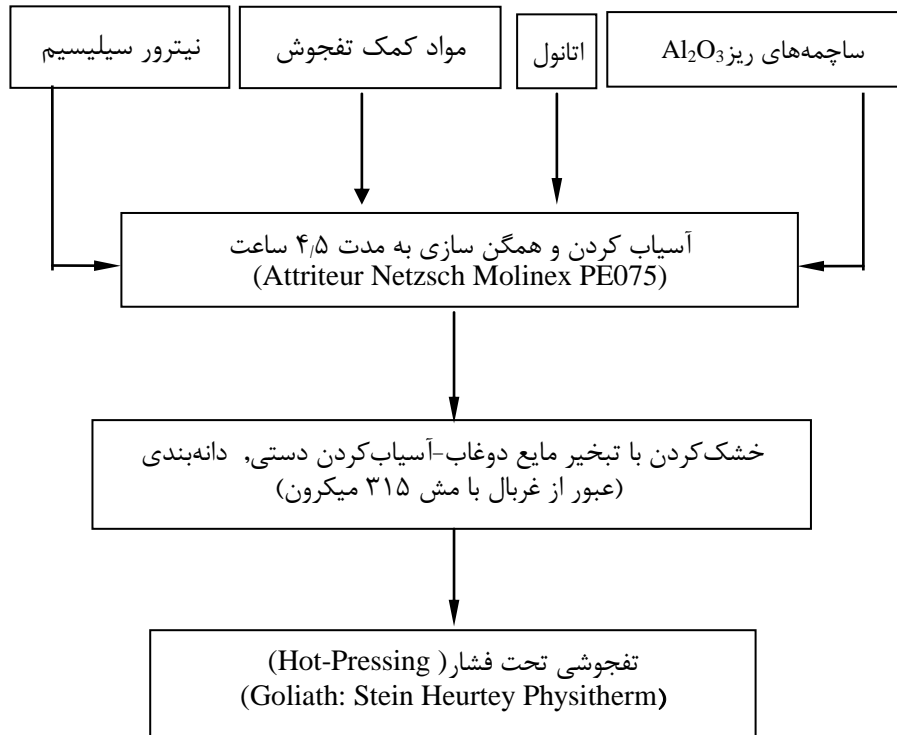 ساچمه‌های ریز Al₂O₃
اتانول
مواد کمک تفجوش
نیترور سیلیسیم
آسیاب کردن و همگن سازی به مدت ۴٫۵ ساعت
(Attriteur Netzsch Molinex PE075)
خشک‌کردن با تبخیر مایع دوغاب-آسیاب‌کردن دستی, دانه‌بندی
(عبور از غربال با مش ۳۱۵ میکرون)
تفجوشی تحت فشار( Hot-Pressing)
(Goliath: Stein Heurtey Physitherm)